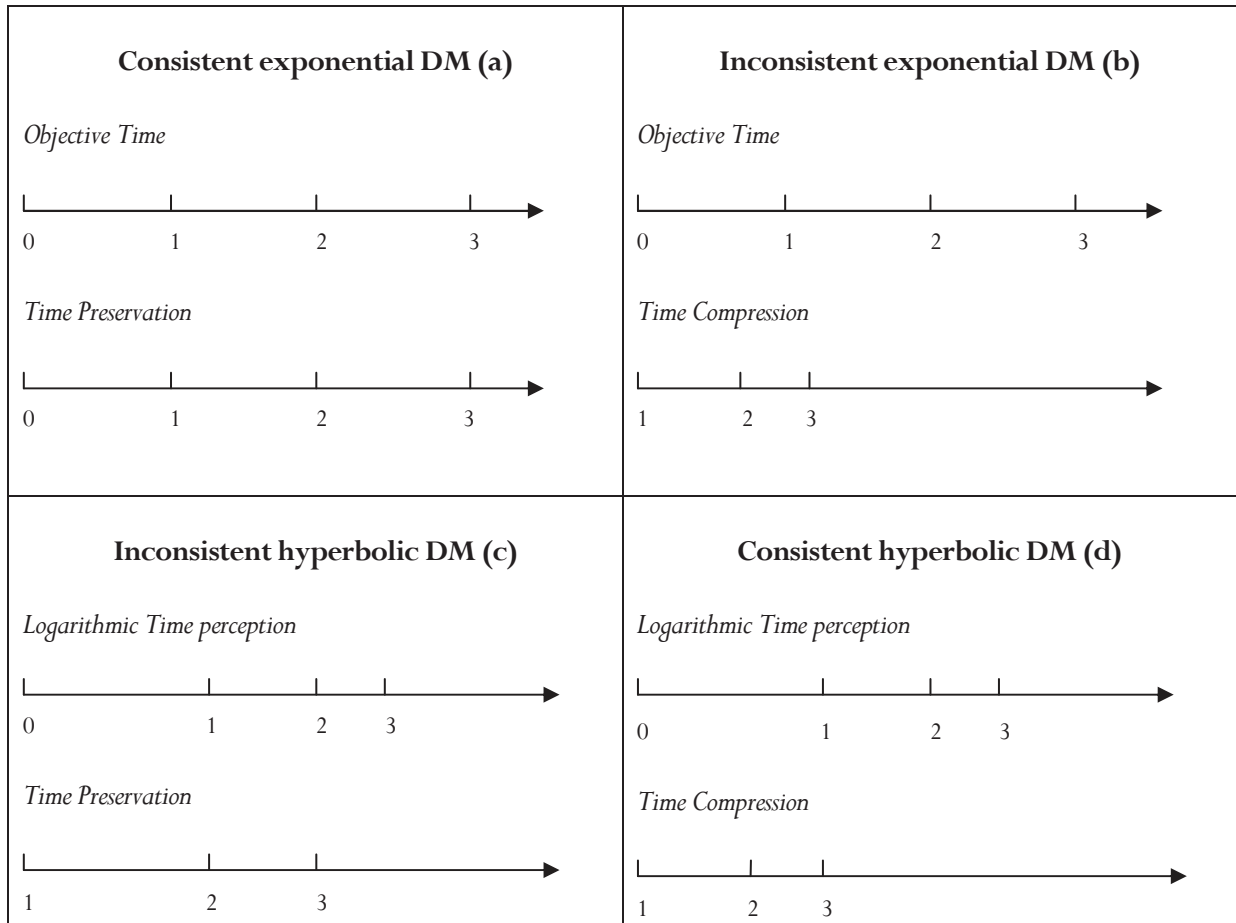 Consistent exponential DM (a)
Objective Time
0 1 2 3
Time Preservation
0 1 2 3
Inconsistent exponential DM (b)
Objective Time
0 1 2 3
Time Compression
1 2 3
Inconsistent hyperbolic DM (c)
Logarithmic Time perception
0 1 2 3
Time Preservation
1 2 3
Consistent hyperbolic DM (d)
Logarithmic Time perception
0 1 2 3
Time Compression
1 2 3